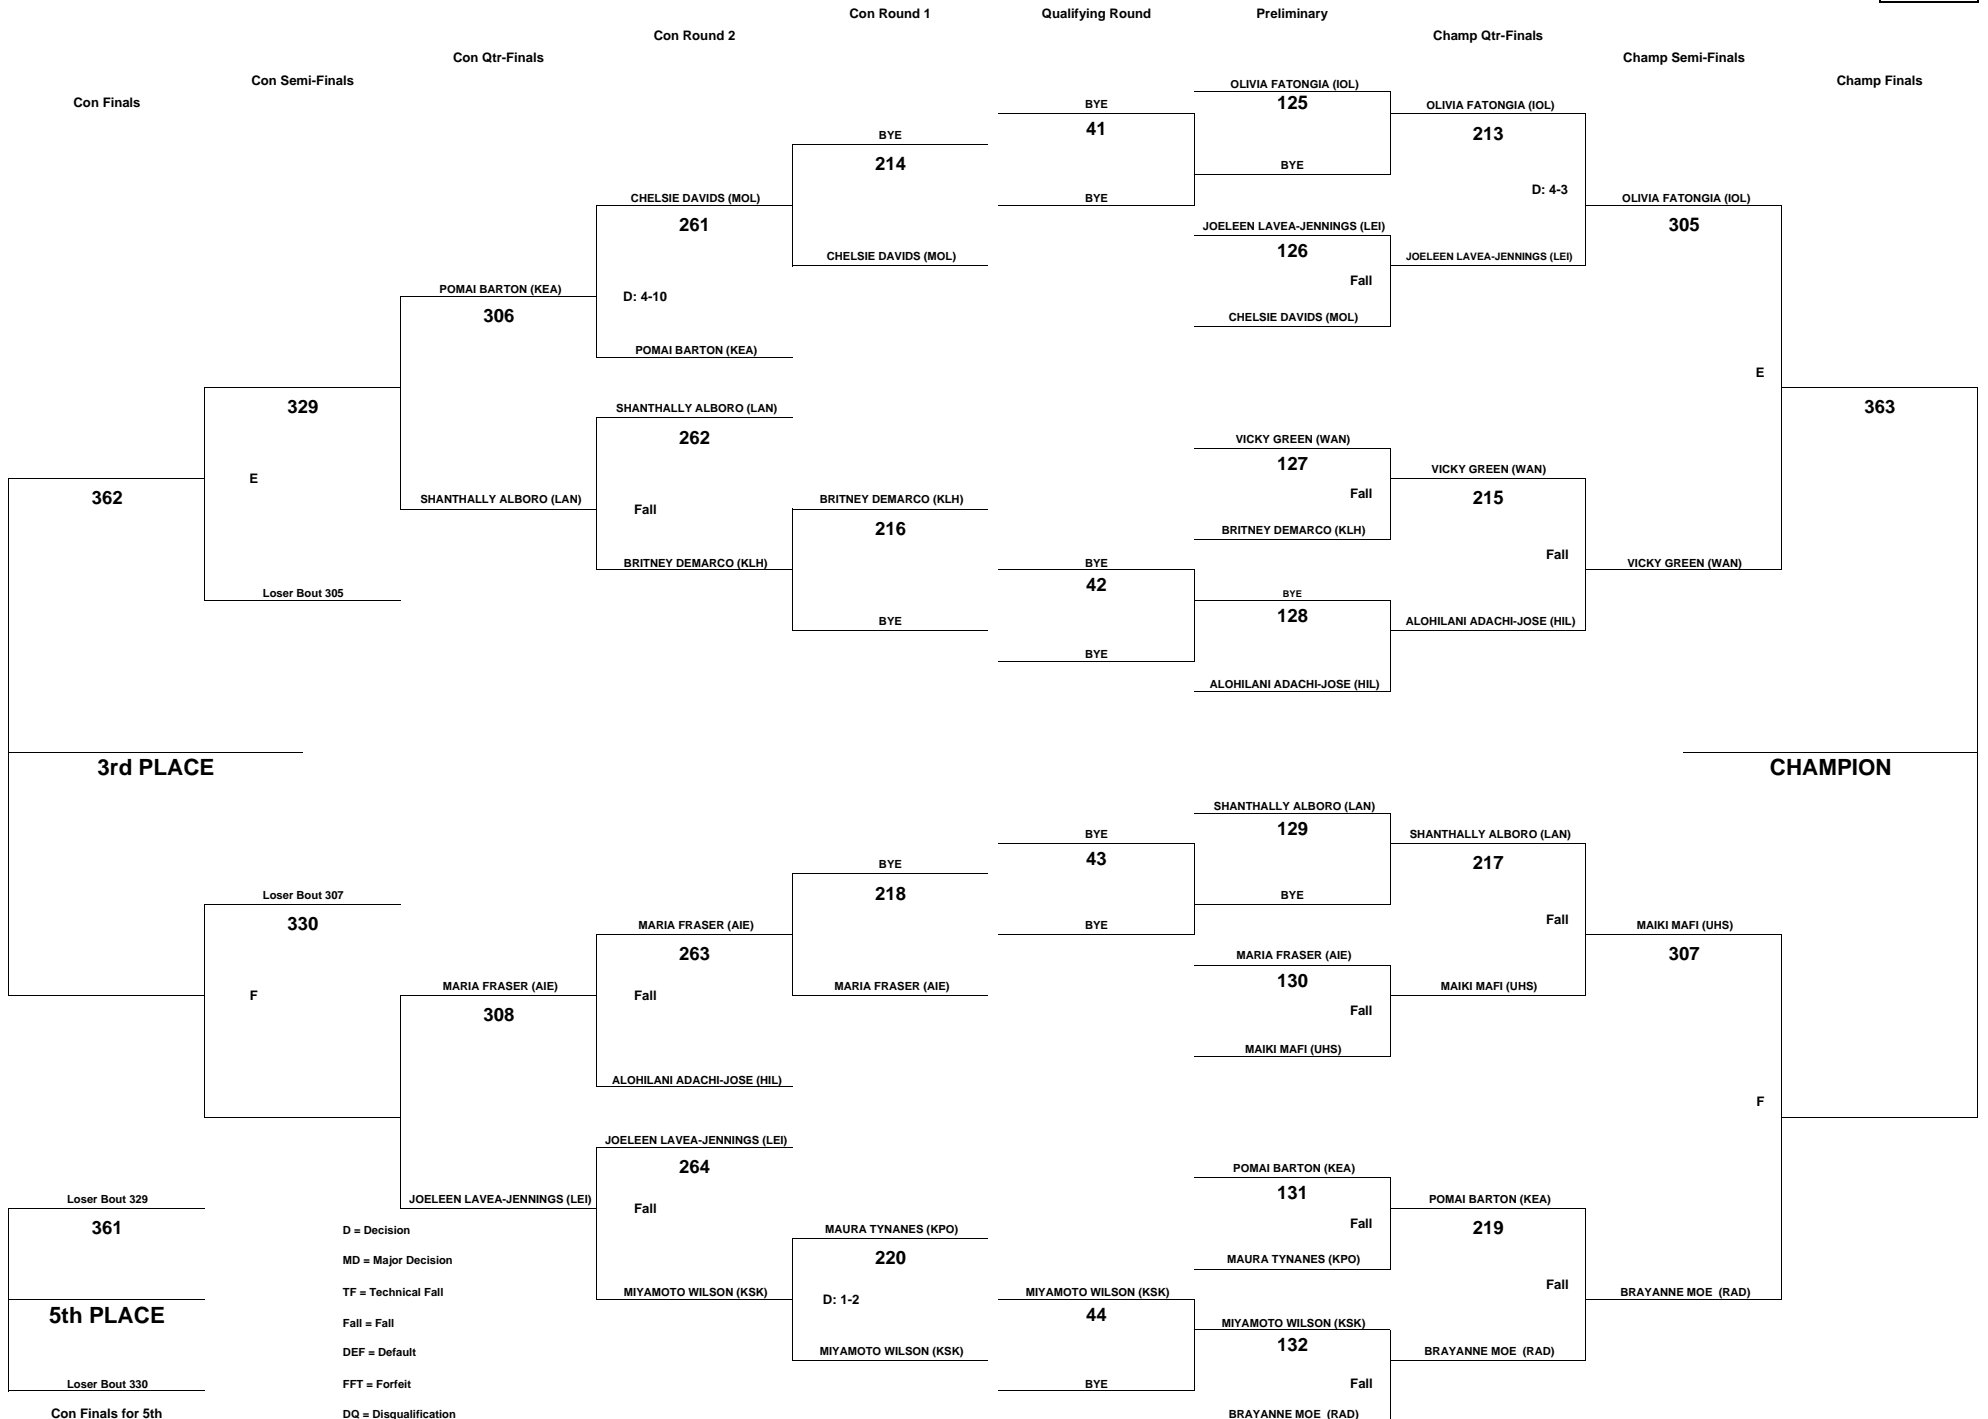 Con Round 1 Qualifying Round Preliminary
Con Round 2 Champ Qtr-Finals
Con Qtr-Finals Champ Semi-Finals
Con Semi-Finals Champ Finals
Con Finals
OLIVIA FATONGIA (IOL)
BYE 125 OLIVIA FATONGIA (IOL)
41 213
BYE
214 BYE
D: 4-3
CHELSIE DAVIDS (MOL) BYE OLIVIA FATONGIA (IOL)
261 JOELEEN LAVEA-JENNINGS (LEI) 305
126
CHELSIE DAVIDS (MOL) JOELEEN LAVEA-JENNINGS (LEI)
Fall
POMAI BARTON (KEA) D: 4-10
306 CHELSIE DAVIDS (MOL)
POMAI BARTON (KEA)
E
329 SHANTHALLY ALBORO (LAN) 363
262 VICKY GREEN (WAN)
127 VICKY GREEN (WAN)
E
362 SHANTHALLY ALBORO (LAN) BRITNEY DEMARCO (KLH) Fall 215
Fall
216 BRITNEY DEMARCO (KLH)
Fall
BRITNEY DEMARCO (KLH) BYE VICKY GREEN (WAN)
42
Loser Bout 305 BYE
128
BYE ALOHILANI ADACHI-JOSE (HIL)
BYE
ALOHILANI ADACHI-JOSE (HIL)
3rd PLACE CHAMPION
SHANTHALLY ALBORO (LAN)
BYE 129 SHANTHALLY ALBORO (LAN)
43 217
BYE
Loser Bout 307 218 BYE
330 MARIA FRASER (AIE) BYE Fall MAIKI MAFI (UHS)
263 MARIA FRASER (AIE) 307
130
F MARIA FRASER (AIE) Fall MARIA FRASER (AIE) MAIKI MAFI (UHS)
308 Fall
MAIKI MAFI (UHS)
ALOHILANI ADACHI-JOSE (HIL)
F
JOELEEN LAVEA-JENNINGS (LEI)
264 POMAI BARTON (KEA)
131
Loser Bout 329 JOELEEN LAVEA-JENNINGS (LEI) POMAI BARTON (KEA)
Fall
361 D = Decision MAURA TYNANES (KPO) Fall 219
MD = Major Decision 220 MAURA TYNANES (KPO)
Fall
TF = Technical Fall MIYAMOTO WILSON (KSK) D: 1-2 MIYAMOTO WILSON (KSK) BRAYANNE MOE (RAD)
5th PLACE 44
Fall = Fall MIYAMOTO WILSON (KSK)
132
DEF = Default MIYAMOTO WILSON (KSK) BRAYANNE MOE (RAD)
Loser Bout 330 FFT = Forfeit BYE Fall
Con Finals for 5th DQ = Disqualification BRAYANNE MOE (RAD)